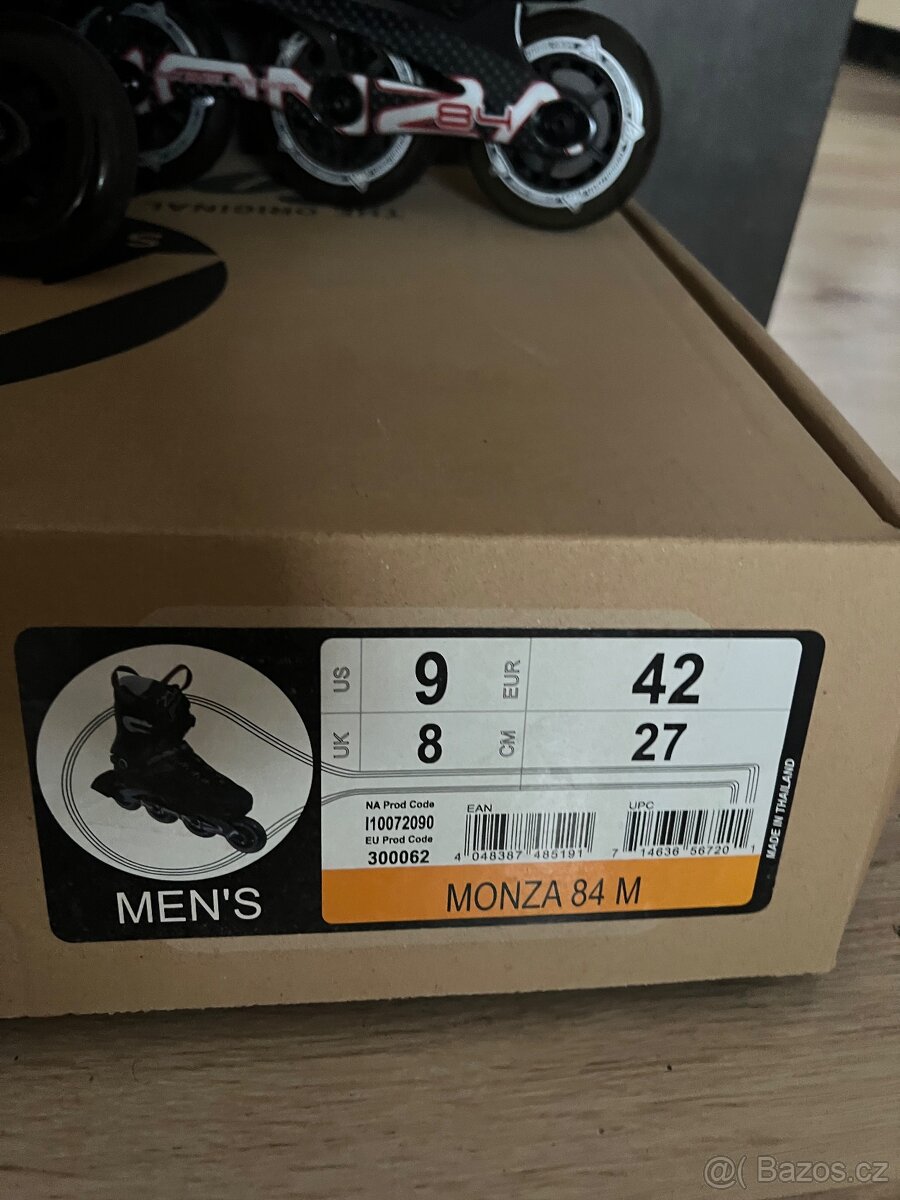 84
THE ORIGINAL
US 9 EUR 42
UK 8 CM 27
NA Prod Code
I10072090
EU Prod Code
300062
EAN
4 048387 485191
UPC
7 14636 56720 1
MADE IN THAILAND
MEN'S
MONZA 84 M
@( Bazos.cz